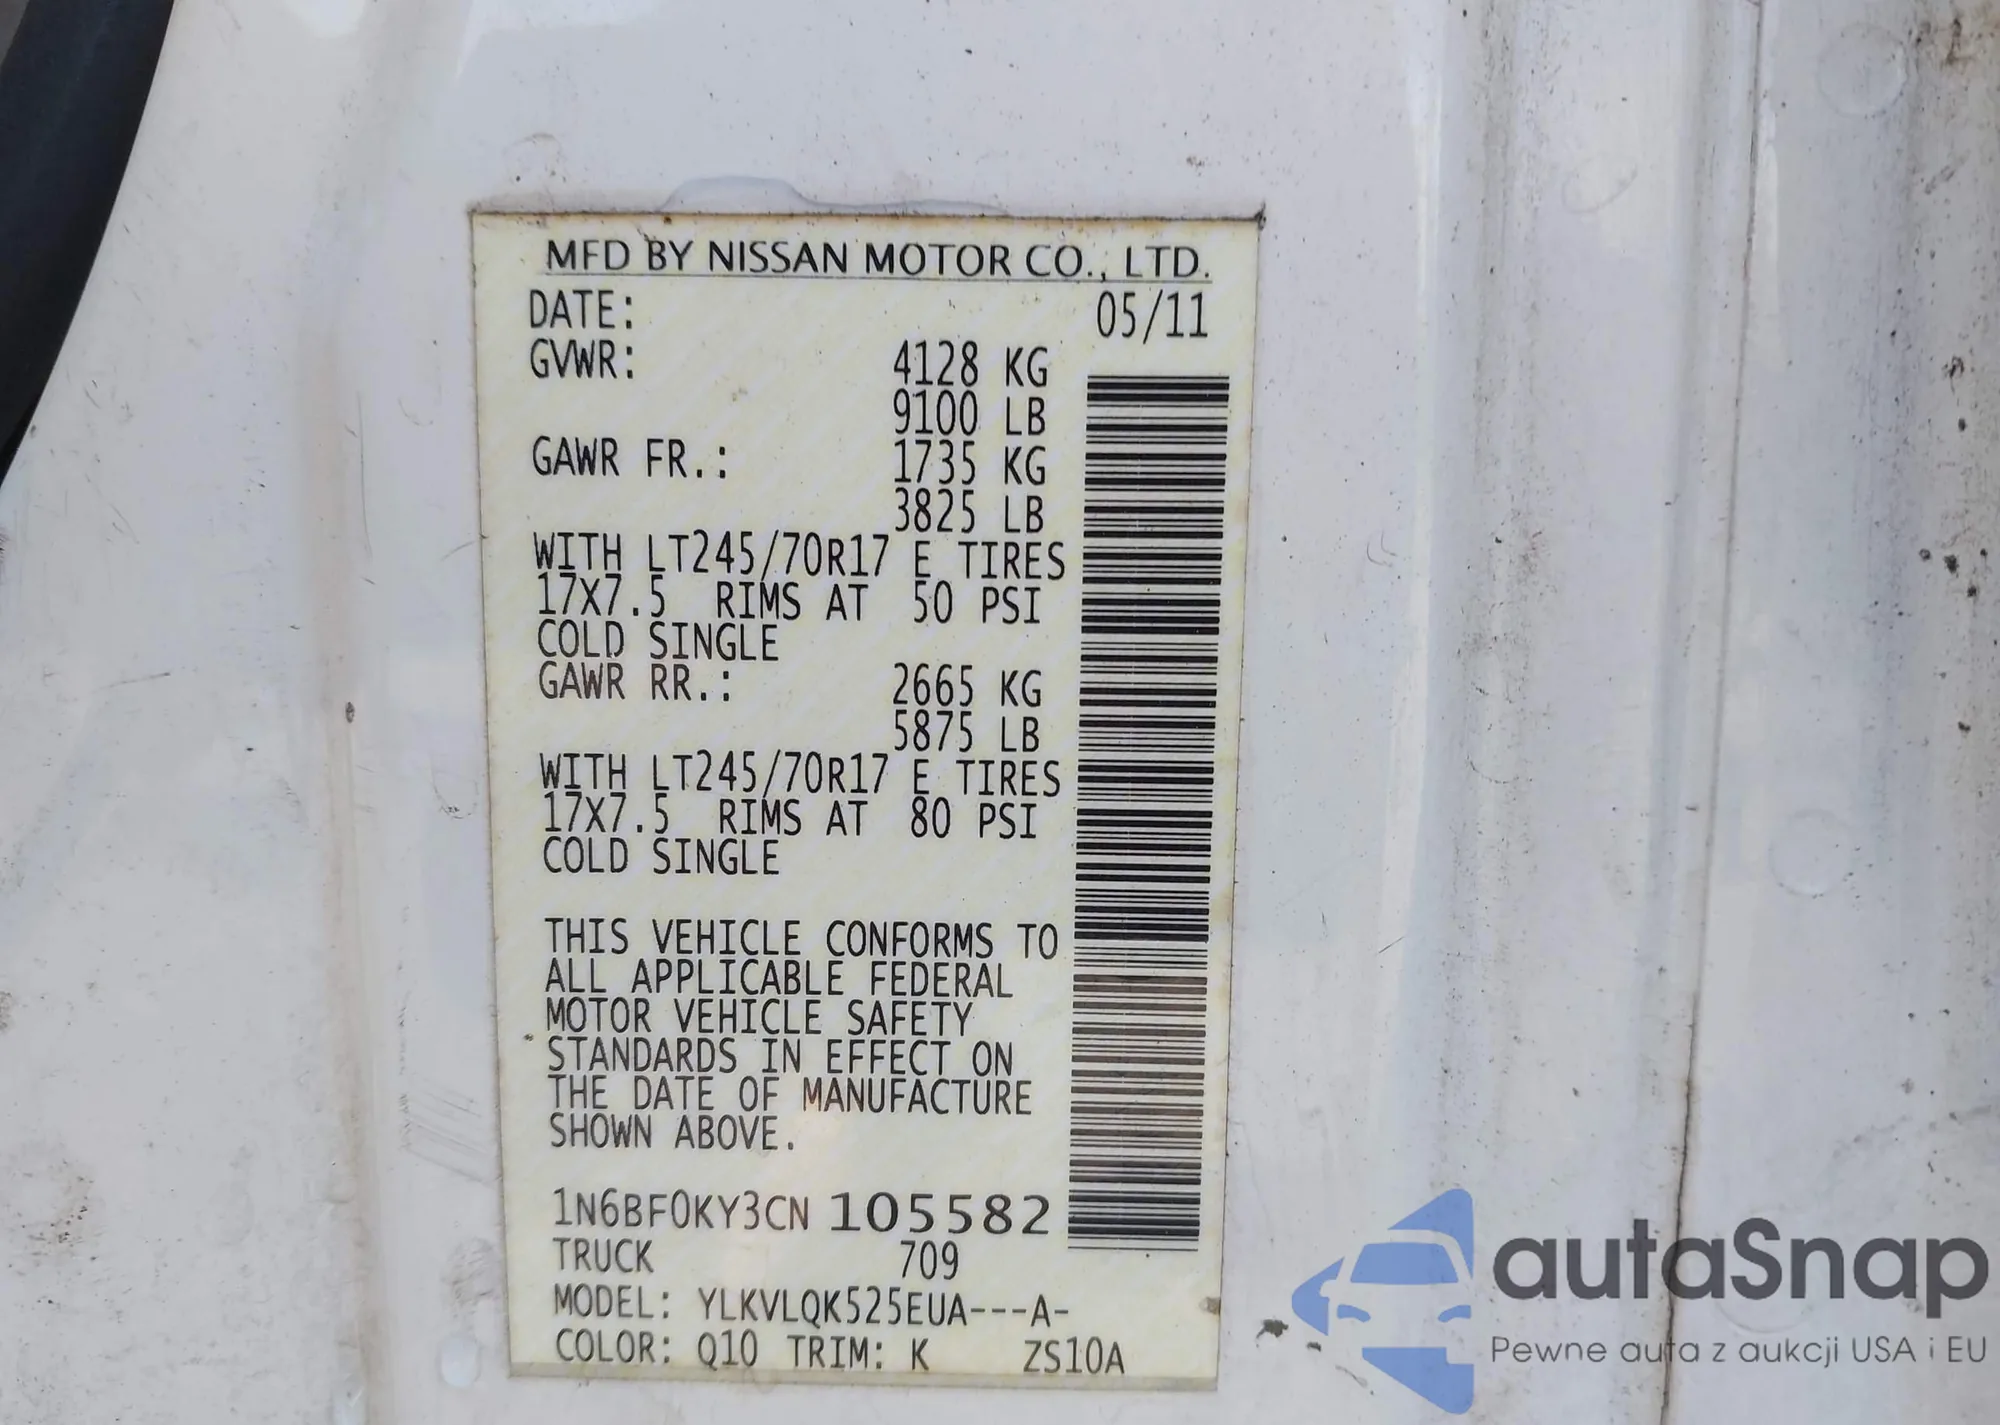 MFD BY NISSAN MOTOR CO., LTD.
DATE: 05/11
GVWR: 4128 KG
9100 LB
GAWR FR.: 1735 KG
3825 LB
WITH LT245/70R17 E TIRES
17X7.5 RIMS AT 50 PSI
COLD SINGLE
GAWR RR.: 2665 KG
5875 LB
WITH LT245/70R17 E TIRES
17X7.5 RIMS AT 80 PSI
COLD SINGLE
THIS VEHICLE CONFORMS TO
ALL APPLICABLE FEDERAL
MOTOR VEHICLE SAFETY
STANDARDS IN EFFECT ON
THE DATE OF MANUFACTURE
SHOWN ABOVE.
1N6BF0KY3CN105582
TRUCK 709
MODEL: YLKVLQK525EUA---A-
COLOR: Q10 TRIM: K ZS10A
autaSnap
Pewne auta z aukcji USA i EU